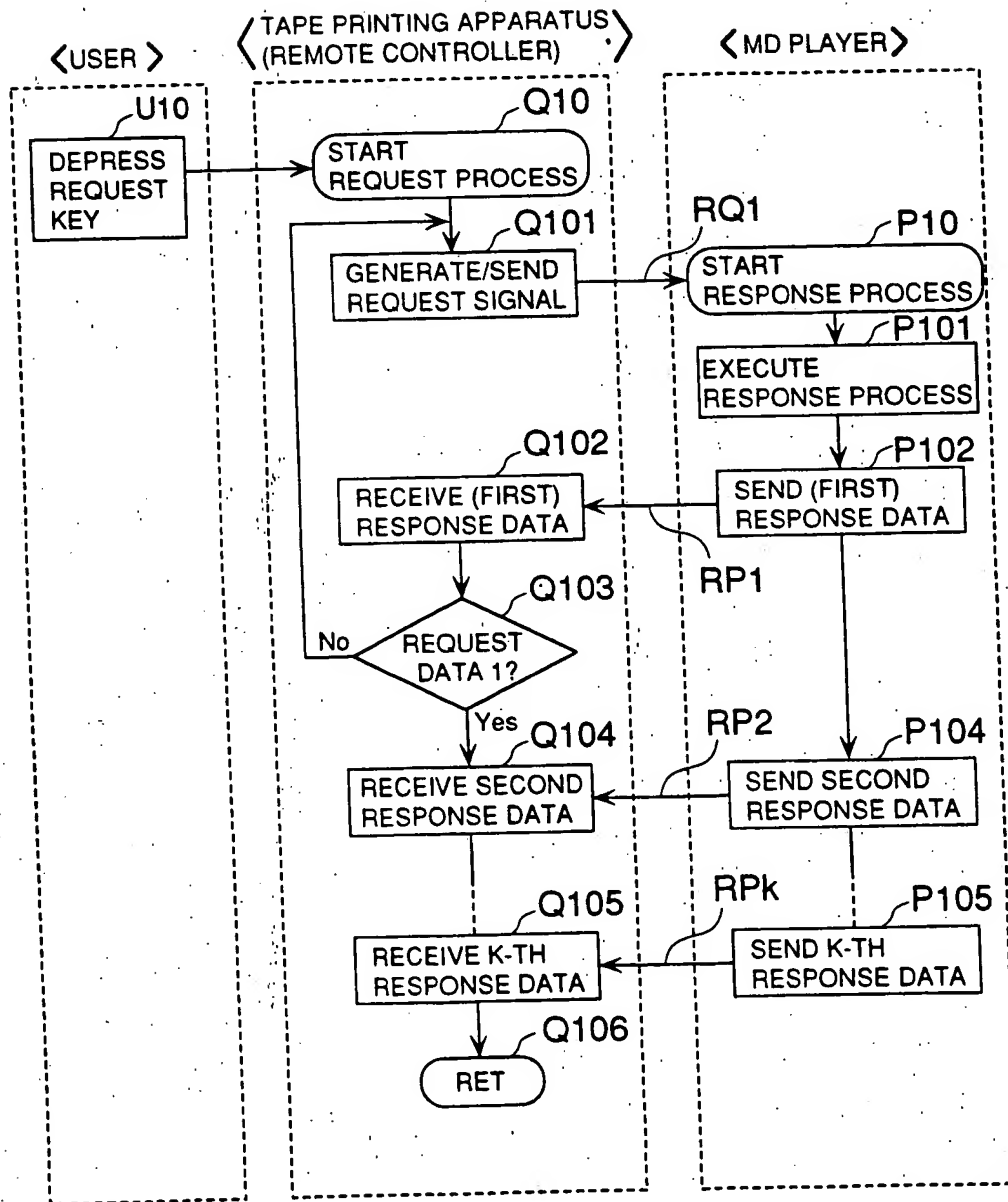 <USER>
<TAPE PRINTING APPARATUS
(REMOTE CONTROLLER)>
<MD PLAYER>
U10
DEPRESS
REQUEST
KEY
Q10
START
REQUEST PROCESS
Q101
GENERATE/SEND
REQUEST SIGNAL
RQ1
P10
START
RESPONSE PROCESS
P101
EXECUTE
RESPONSE PROCESS
Q102
RECEIVE (FIRST)
RESPONSE DATA
P102
SEND (FIRST)
RESPONSE DATA
RP1
Q103
REQUEST
DATA 1?
No
Yes
Q104
RECEIVE SECOND
RESPONSE DATA
RP2
P104
SEND SECOND
RESPONSE DATA
Q105
RECEIVE K-TH
RESPONSE DATA
RPk
P105
SEND K-TH
RESPONSE DATA
Q106
RET